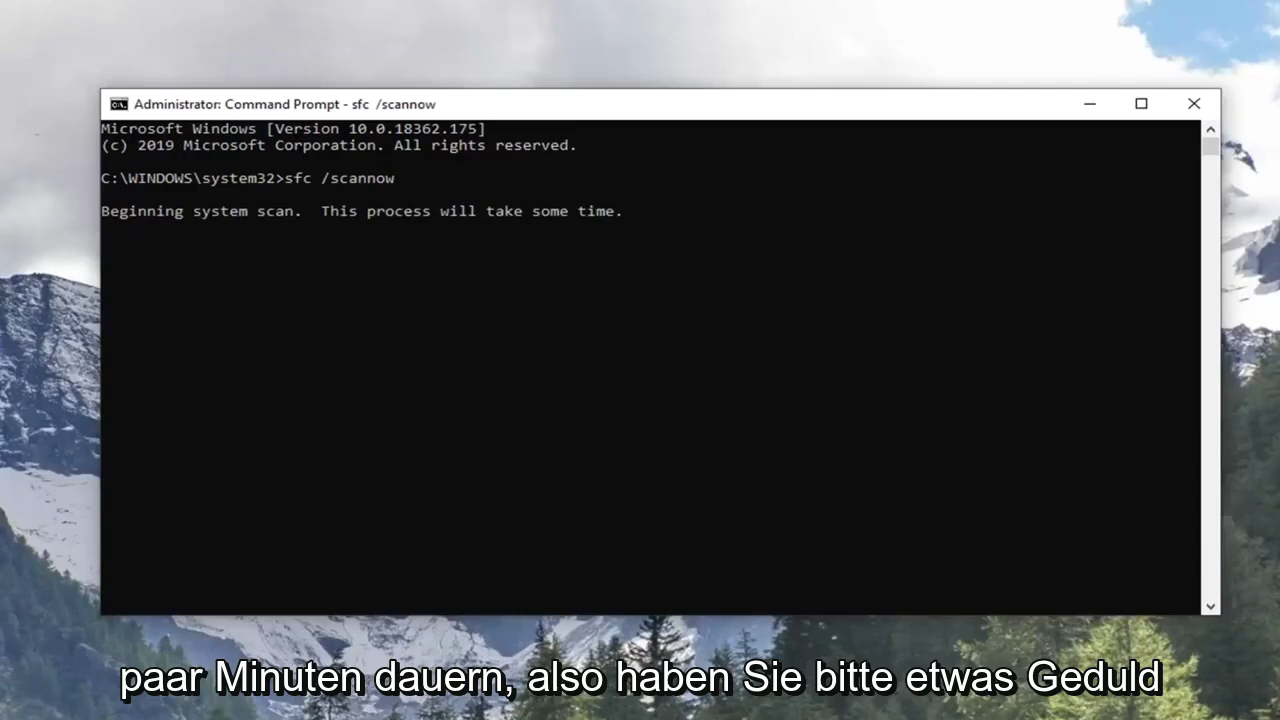 Administrator: Command Prompt - sfc  /scannow
Microsoft Windows [Version 10.0.18362.175]
(c) 2019 Microsoft Corporation. All rights reserved.
C:\WINDOWS\system32>sfc /scannow
Beginning system scan.  This process will take some time.
paar Minuten dauern, also haben Sie bitte etwas Geduld